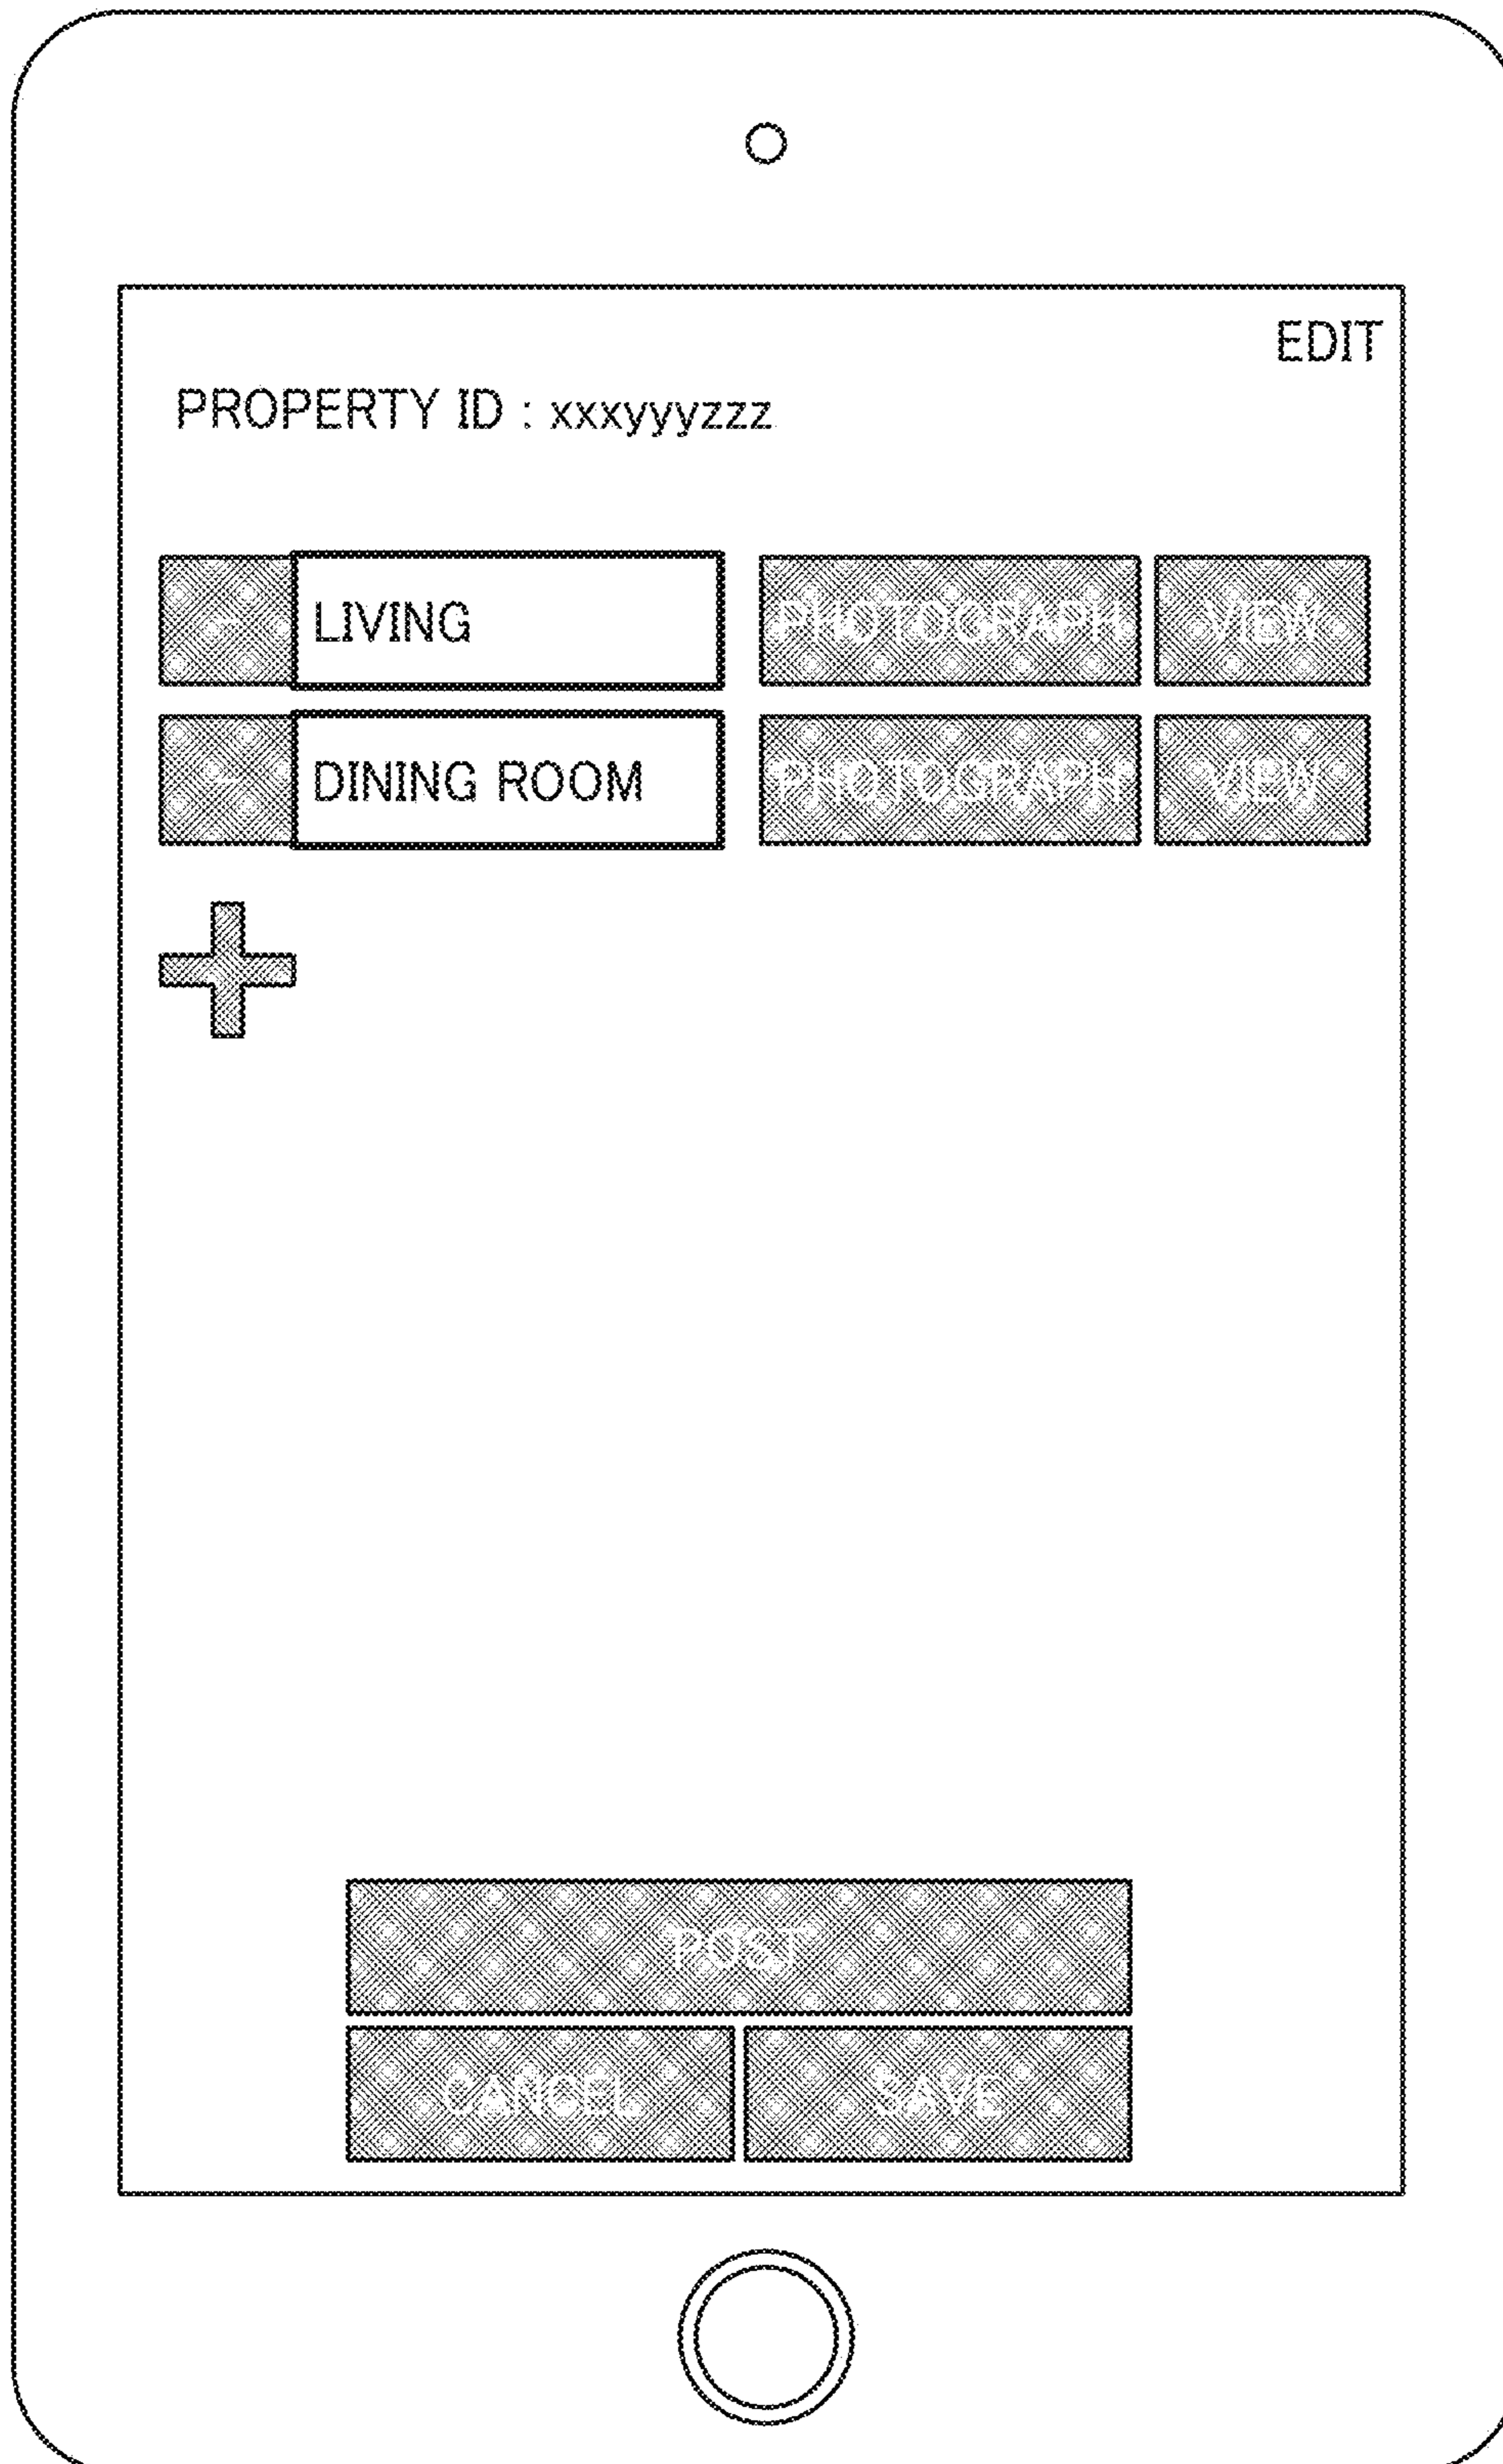 EDIT
PROPERTY ID : xxxyyyzzz
- LIVING PHOTOGRAPH VIEW
- DINING ROOM PHOTOGRAPH VIEW
POST
CANCEL SAVE